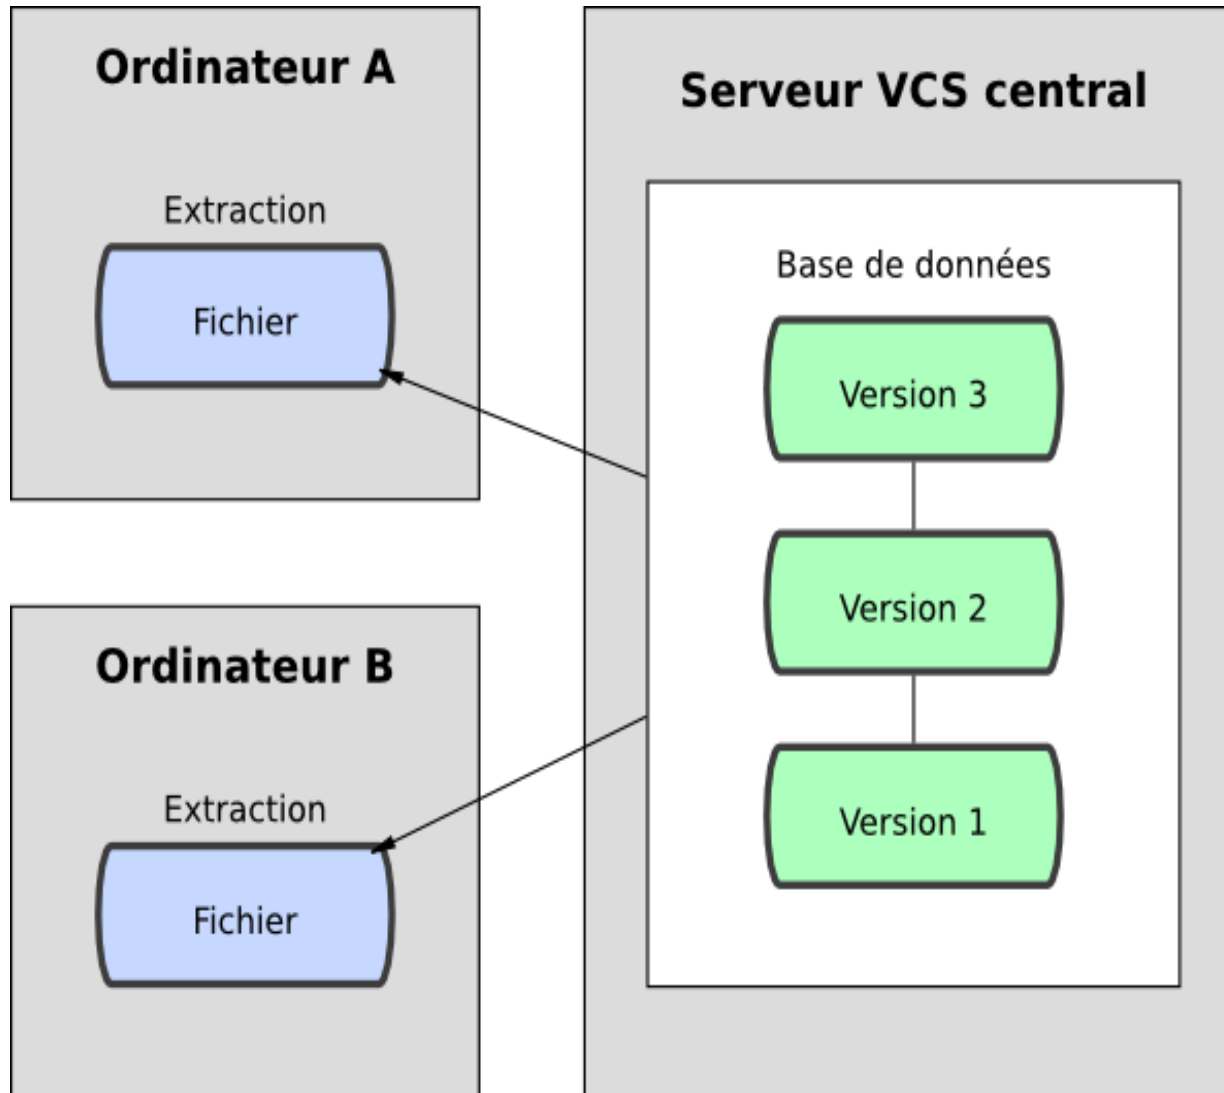 Ordinateur A
Extraction
Fichier
Ordinateur B
Extraction
Fichier
Serveur VCS central
Base de données
Version 3
Version 2
Version 1